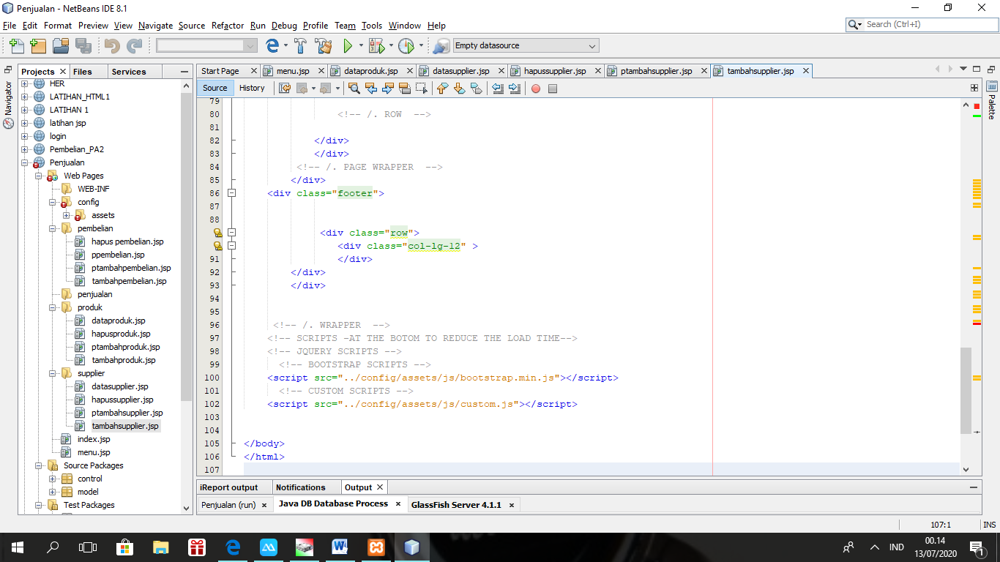 Penjualan - NetBeans IDE 8.1
File Edit Format Preview View Navigate Source Refactor Run Debug Profile Team Tools Window Help
Search (Ctrl+I)
Empty datasource
Navigator
Projects Files Services
HER
LATIHAN_HTML1
LATIHAN 1
latihan jsp
login
Pembelian_PA2
Penjualan
Web Pages
WEB-INF
config
assets
pembelian
hapus pembelian.jsp
ppembelian.jsp
ptambahpembelian.jsp
tambahpembelian.jsp
penjualan
produk
dataproduk.jsp
hapusproduk.jsp
ptambahproduk.jsp
tambahproduk.jsp
supplier
datasupplier.jsp
hapussupplier.jsp
ptambahsupplier.jsp
tambahsupplier.jsp
index.jsp
menu.jsp
Source Packages
control
model
Test Packages
Start Page menu.jsp dataproduk.jsp datasupplier.jsp hapussupplier.jsp ptambahsupplier.jsp tambahsupplier.jsp
Source History
Palette
79
80 <!-- /. ROW  -->
81
82 </div>
83 </div>
84 <!-- /. PAGE WRAPPER  -->
85 </div>
86 <div class="footer">
87
88
<div class="row">
<div class="col-lg-12" >
91 </div>
92 </div>
93 </div>
94
95
96 <!-- /. WRAPPER  -->
97 <!-- SCRIPTS -AT THE BOTOM TO REDUCE THE LOAD TIME-->
98 <!-- JQUERY SCRIPTS -->
99 <!-- BOOTSTRAP SCRIPTS -->
100 <script src="../config/assets/js/bootstrap.min.js"></script>
101 <!-- CUSTOM SCRIPTS -->
102 <script src="../config/assets/js/custom.js"></script>
103
104
105 </body>
106 </html>
107
iReport output Notifications Output
Penjualan (run) Java DB Database Process GlassFish Server 4.1.1
107:1 INS
IND
00.14
13/07/2020
1